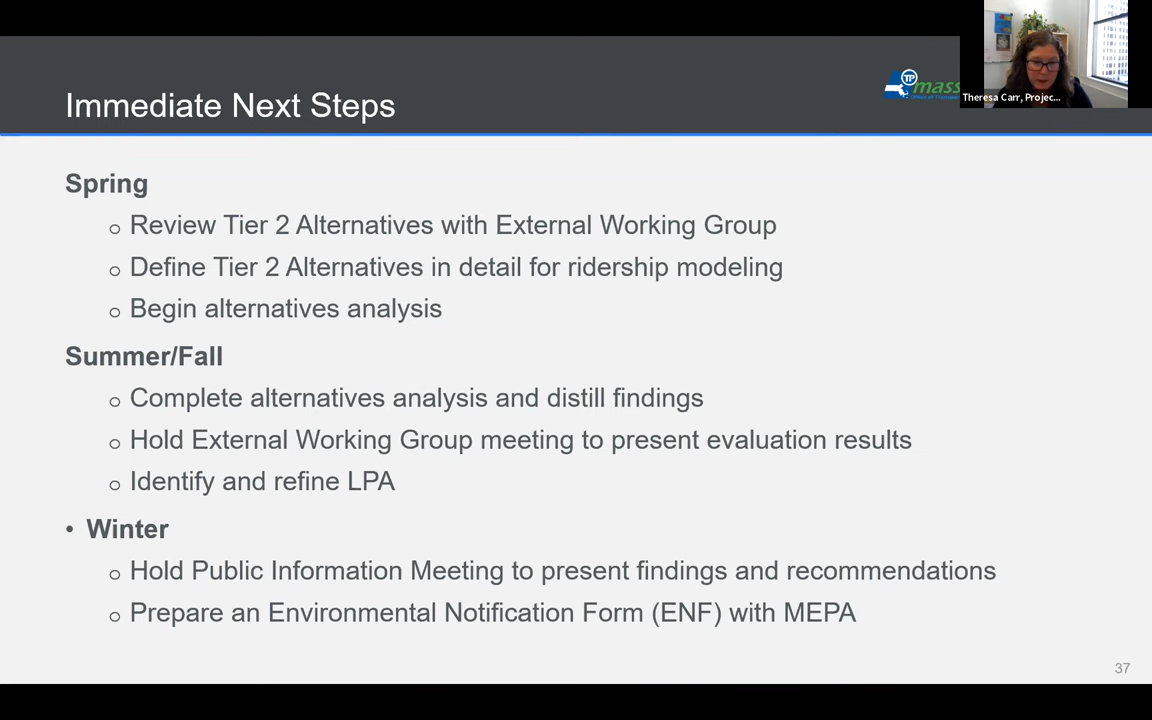 Immediate Next Steps
TP
mass
Theresa Carr, Projec...
Spring
o Review Tier 2 Alternatives with External Working Group
o Define Tier 2 Alternatives in detail for ridership modeling
o Begin alternatives analysis
Summer/Fall
o Complete alternatives analysis and distill findings
o Hold External Working Group meeting to present evaluation results
o Identify and refine LPA
• Winter
o Hold Public Information Meeting to present findings and recommendations
o Prepare an Environmental Notification Form (ENF) with MEPA
37